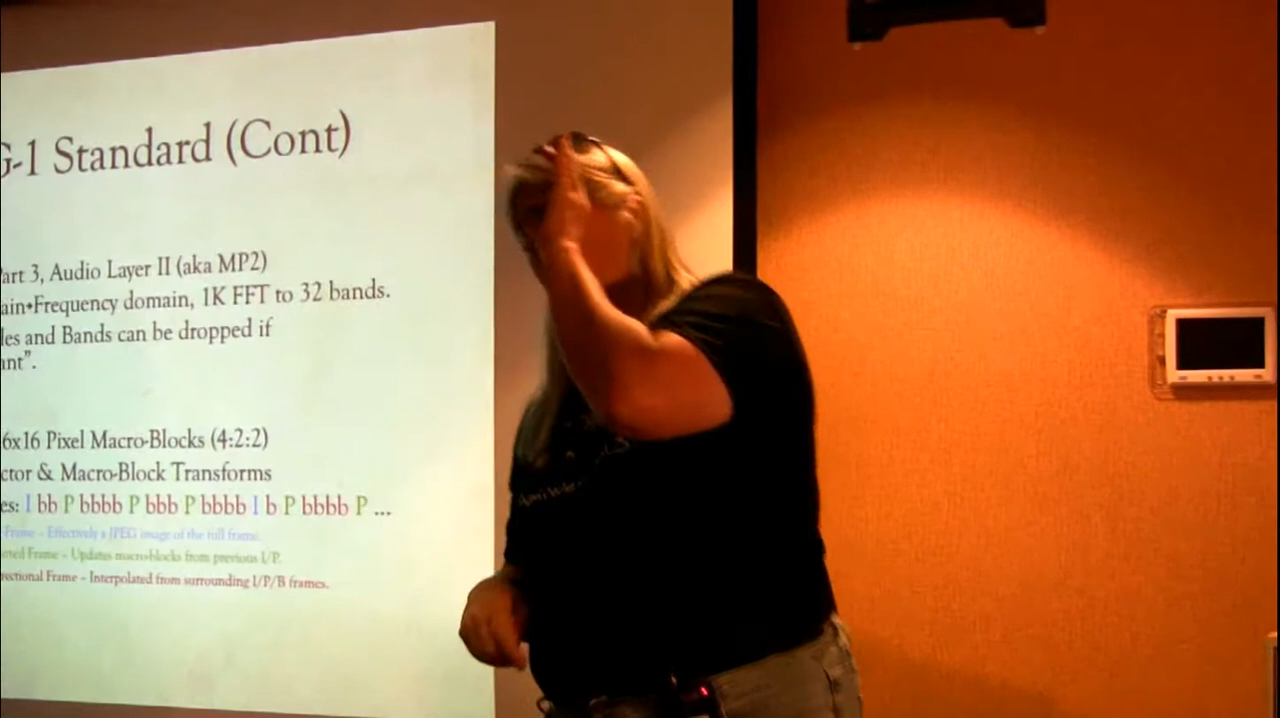 G-1 Standard (Cont)
art 3, Audio Layer II (aka MP2)
ain+Frequency domain, 1K FFT to 32 bands.
les and Bands can be dropped if
ant".
6x16 Pixel Macro-Blocks (4:2:2)
ctor & Macro-Block Transforms
es: I bb P bbbb P bbb P bbbb I b P bbbb P ...
Frame – Effectively a JPEG image of the full frame.
cted Frame – Updates macro-blocks from previous I/P.
rectional Frame – Interpolated from surrounding I/P/B frames.